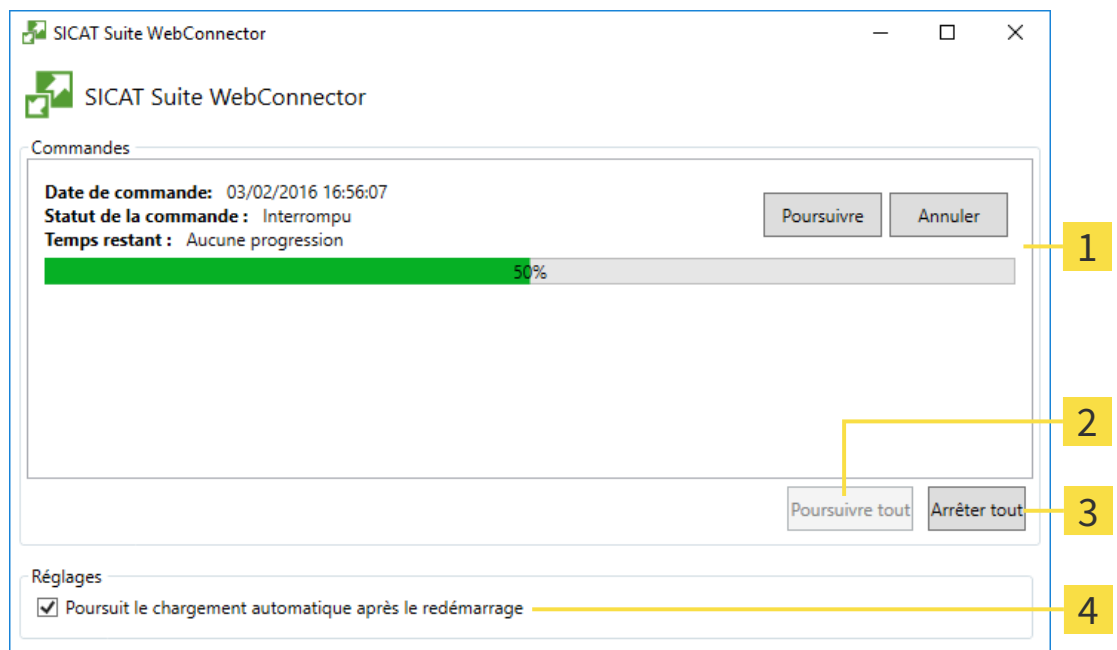 SICAT Suite WebConnector
SICAT Suite WebConnector
Commandes
Date de commande: 03/02/2016 16:56:07
Statut de la commande : Interrompu
Temps restant : Aucune progression
Poursuivre
Annuler
50%
1
2
Poursuivre tout
Arrêter tout
3
Réglages
Poursuit le chargement automatique après le redémarrage
4